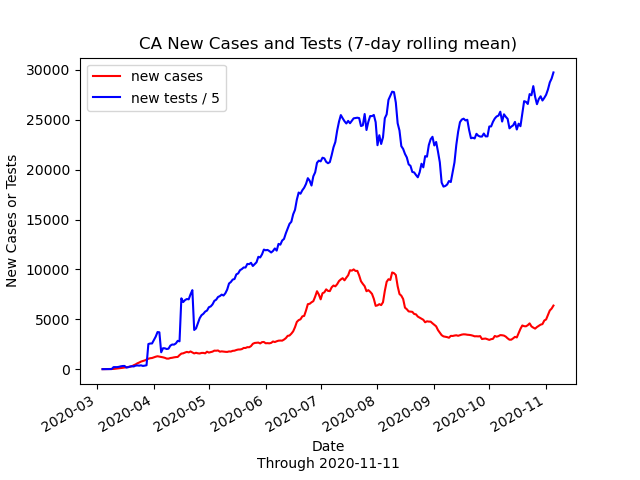 CA New Cases and Tests (7-day rolling mean)
new cases
new tests / 5
30000
25000
20000
15000
10000
5000
0
New Cases or Tests
2020-03
2020-04
2020-05
2020-06
2020-07
2020-08
2020-09
2020-10
2020-11
Date
Through 2020-11-11